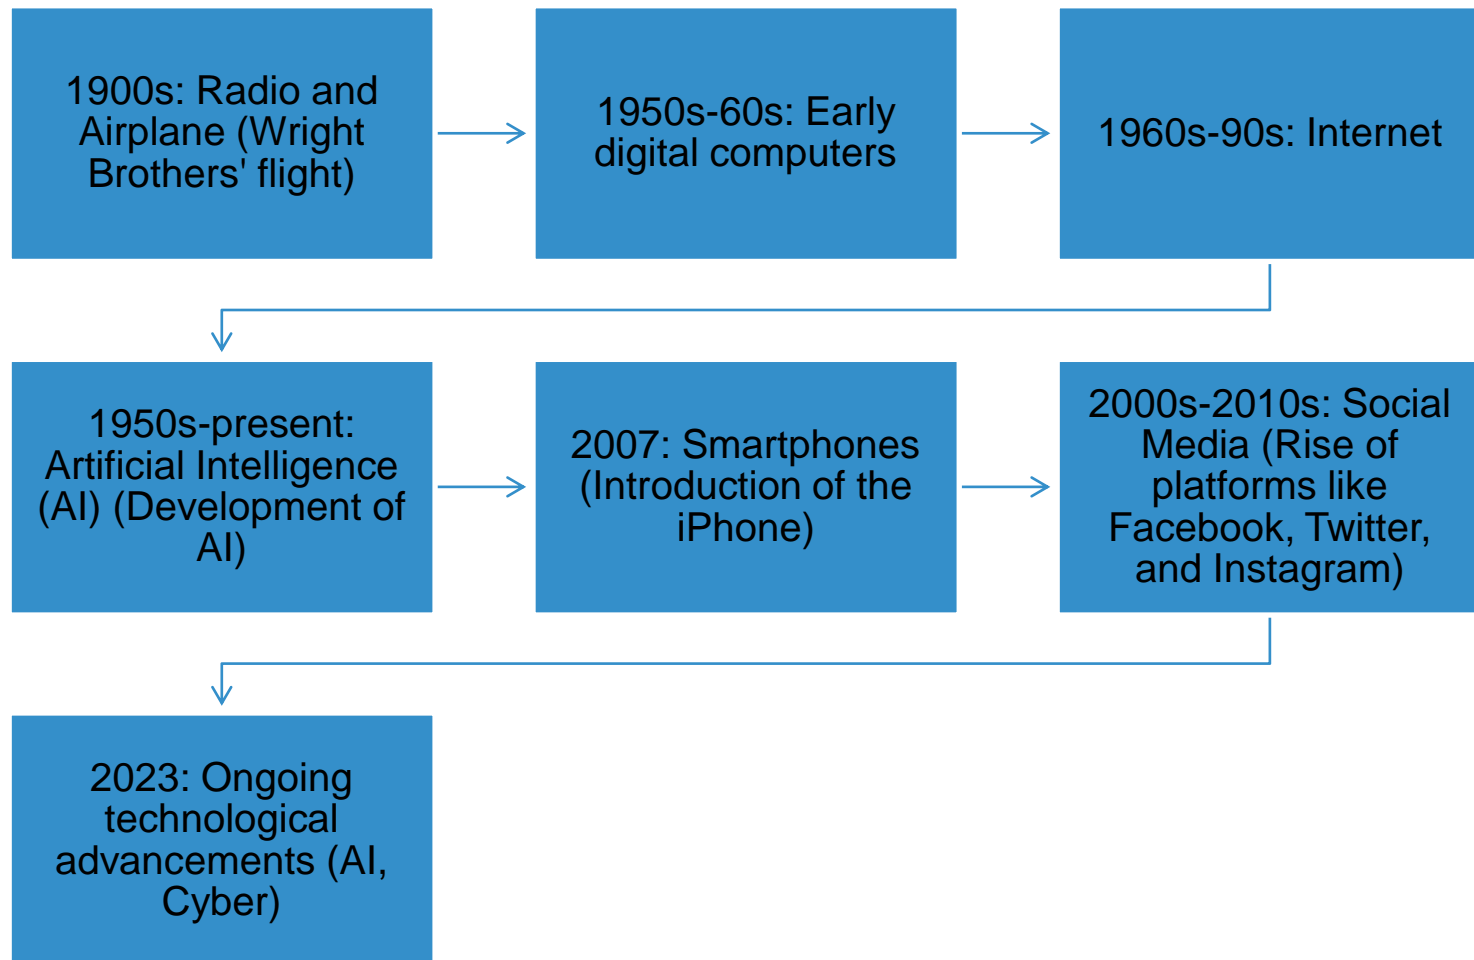 1900s: Radio and
Airplane (Wright
Brothers' flight)
1950s-60s: Early
digital computers
1960s-90s: Internet
1950s-present:
Artificial Intelligence
(AI) (Development of
AI)
2007: Smartphones
(Introduction of the
iPhone)
2000s-2010s: Social
Media (Rise of
platforms like
Facebook, Twitter,
and Instagram)
2023: Ongoing
technological
advancements (AI,
Cyber)